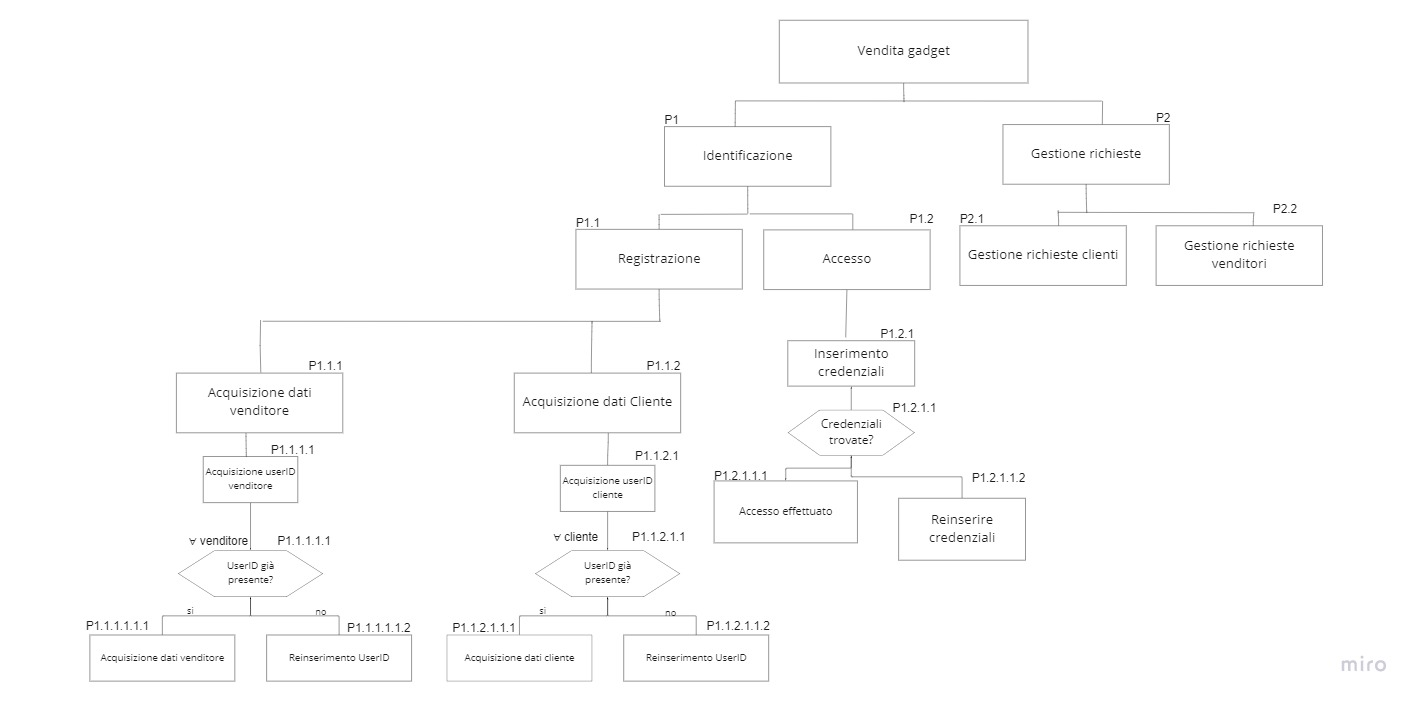 Vendita gadget
P1
P2
Identificazione
Gestione richieste
P1.1
P1.2
P2.1
P2.2
Registrazione
Accesso
Gestione richieste clienti
Gestione richieste
venditori
P1.2.1
Inserimento
credenziali
P1.1.1
P1.1.2
Acquisizione dati
venditore
Acquisizione dati Cliente
P1.2.1.1
Credenziali
trovate?
P1.1.1.1
Acquisizione userID
venditore
P1.1.2.1
Acquisizione userID
cliente
P1.2.1.1.1
P1.2.1.1.2
Accesso effettuato
Reinserire
credenziali
∀ venditore
P1.1.1.1.1
∀ cliente
P1.1.2.1.1
UserID già
presente?
UserID già
presente?
si
no
si
no
P1.1.1.1.1.1
P1.1.1.1.1.2
P1.1.2.1.1.1
P1.1.2.1.1.2
Acquisizione dati venditore
Reinserimento UserID
Acquisizione dati cliente
Reinserimento UserID
miro